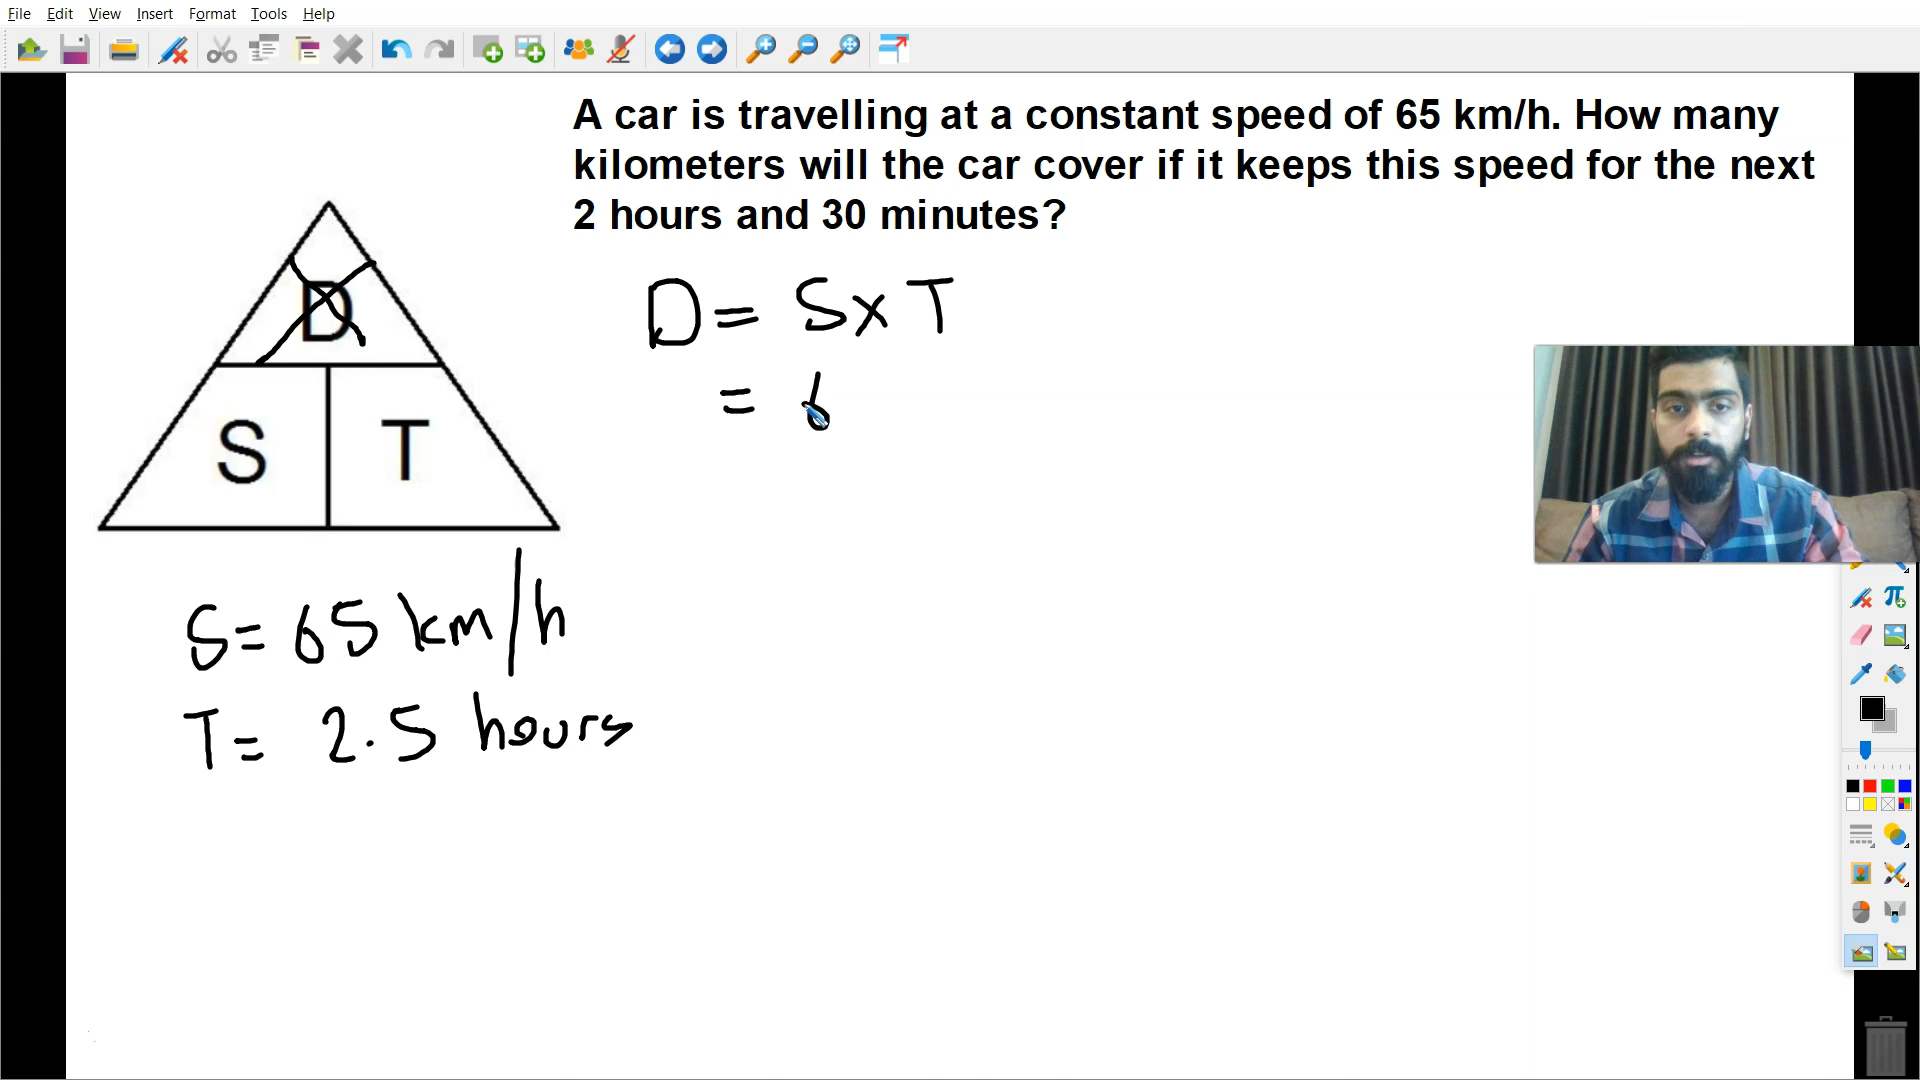 File Edit View Insert Format Tools Help
A car is travelling at a constant speed of 65 km/h. How many
kilometers will the car cover if it keeps this speed for the next
2 hours and 30 minutes?
D
S T
D = S x T
= 6
S = 65 km/h
T = 2.5 hours